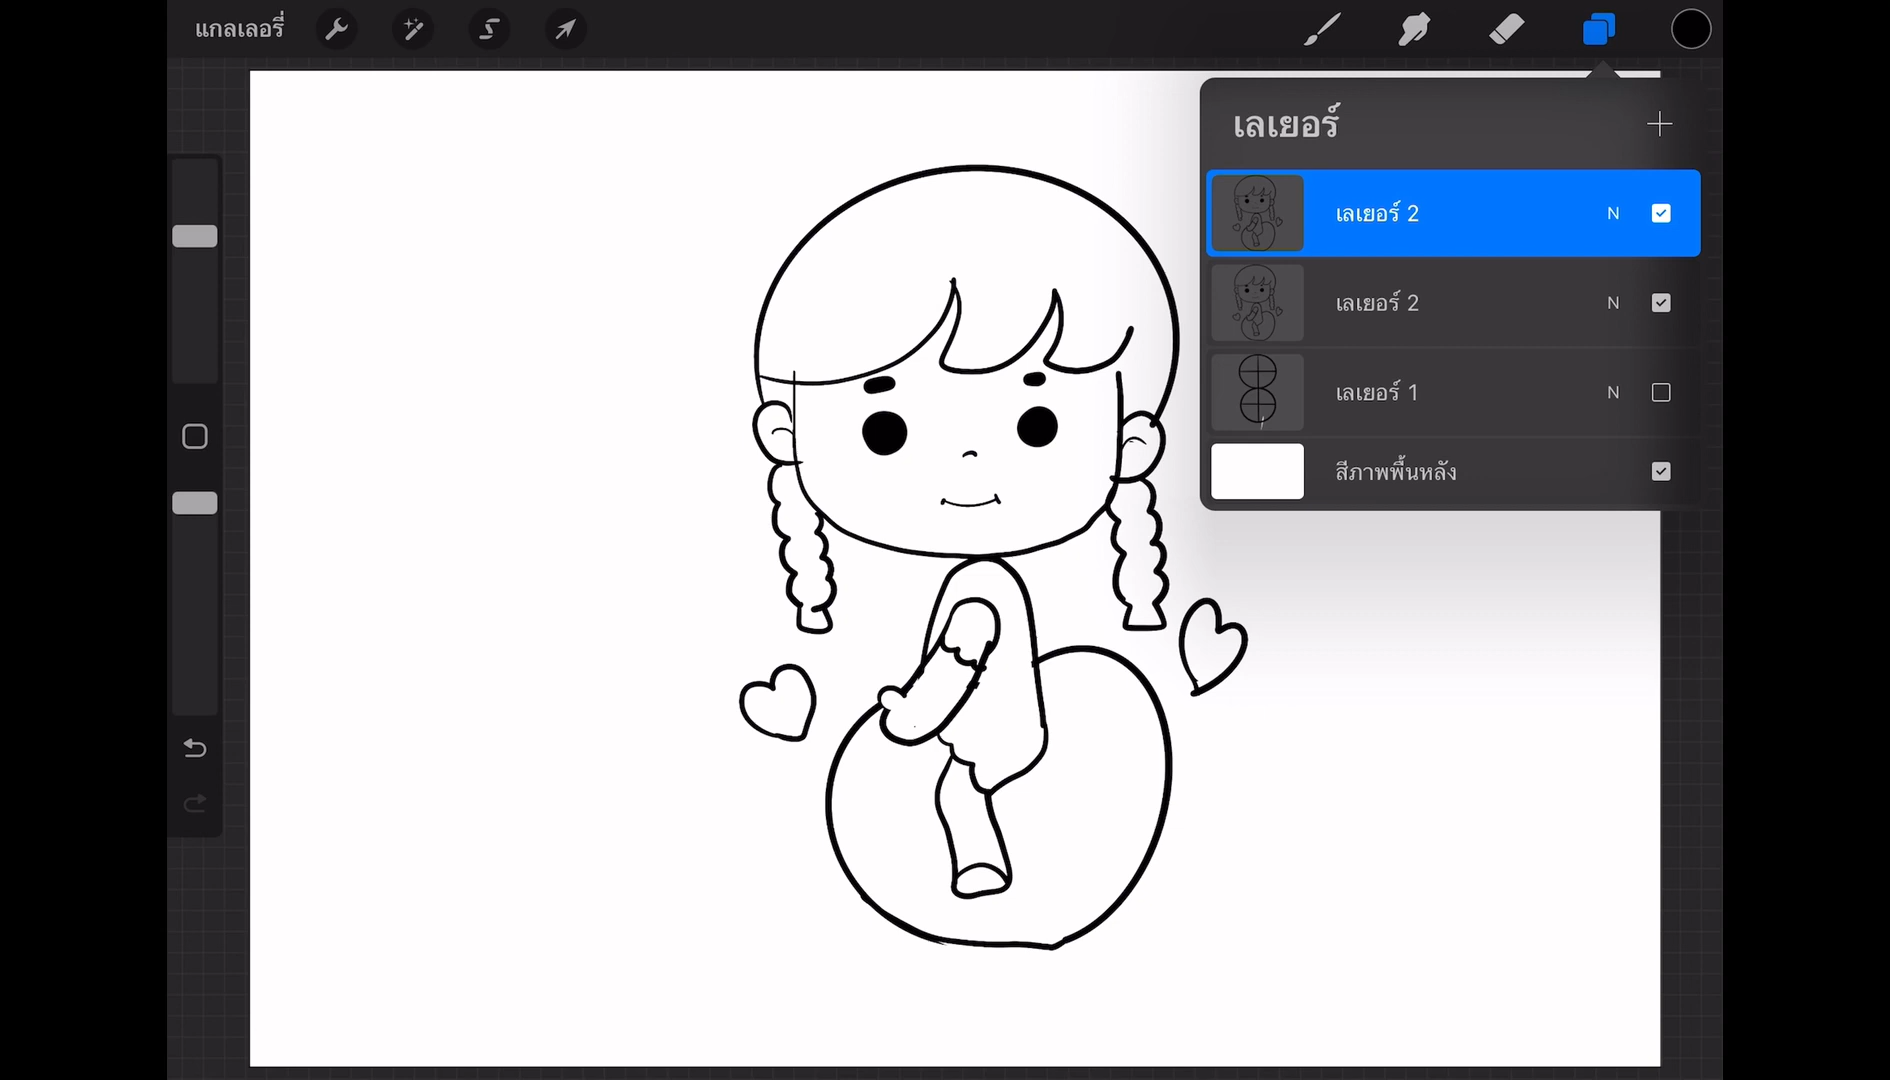 แกลเลอรี่
เลเยอร์
เลเยอร์ 2 N
เลเยอร์ 2 N
เลเยอร์ 1 N
สีภาพพื้นหลัง